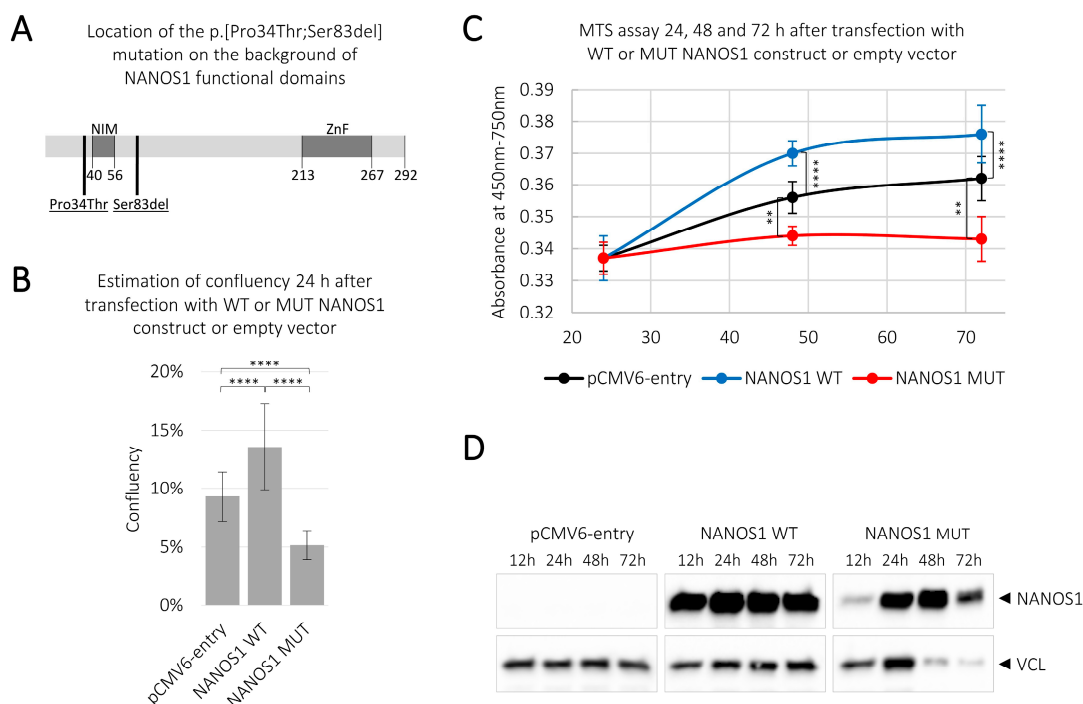 A
Location of the p.[Pro34Thr;Ser83del]
mutation on the background of
NANOS1 functional domains
NIM
ZnF
40 56
213
267
292
Pro34Thr
Ser83del
B
Estimation of confluency 24 h after
transfection with WT or MUT NANOS1
construct or empty vector
****
**** ****
20%
15%
10%
5%
0%
Confluency
pCMV6-entry
NANOS1 WT
NANOS1 MUT
C
MTS assay 24, 48 and 72 h after transfection with
WT or MUT NANOS1 construct or empty vector
Absorbance at 450nm-750nm
0.39
0.38
0.37
0.36
0.35
0.34
0.33
0.32
20
30
40
50
60
70
****
**
****
**
pCMV6-entry
NANOS1 WT
NANOS1 MUT
D
pCMV6-entry
NANOS1 WT
NANOS1 MUT
12h 24h 48h 72h
12h 24h 48h 72h
12h 24h 48h 72h
NANOS1
VCL